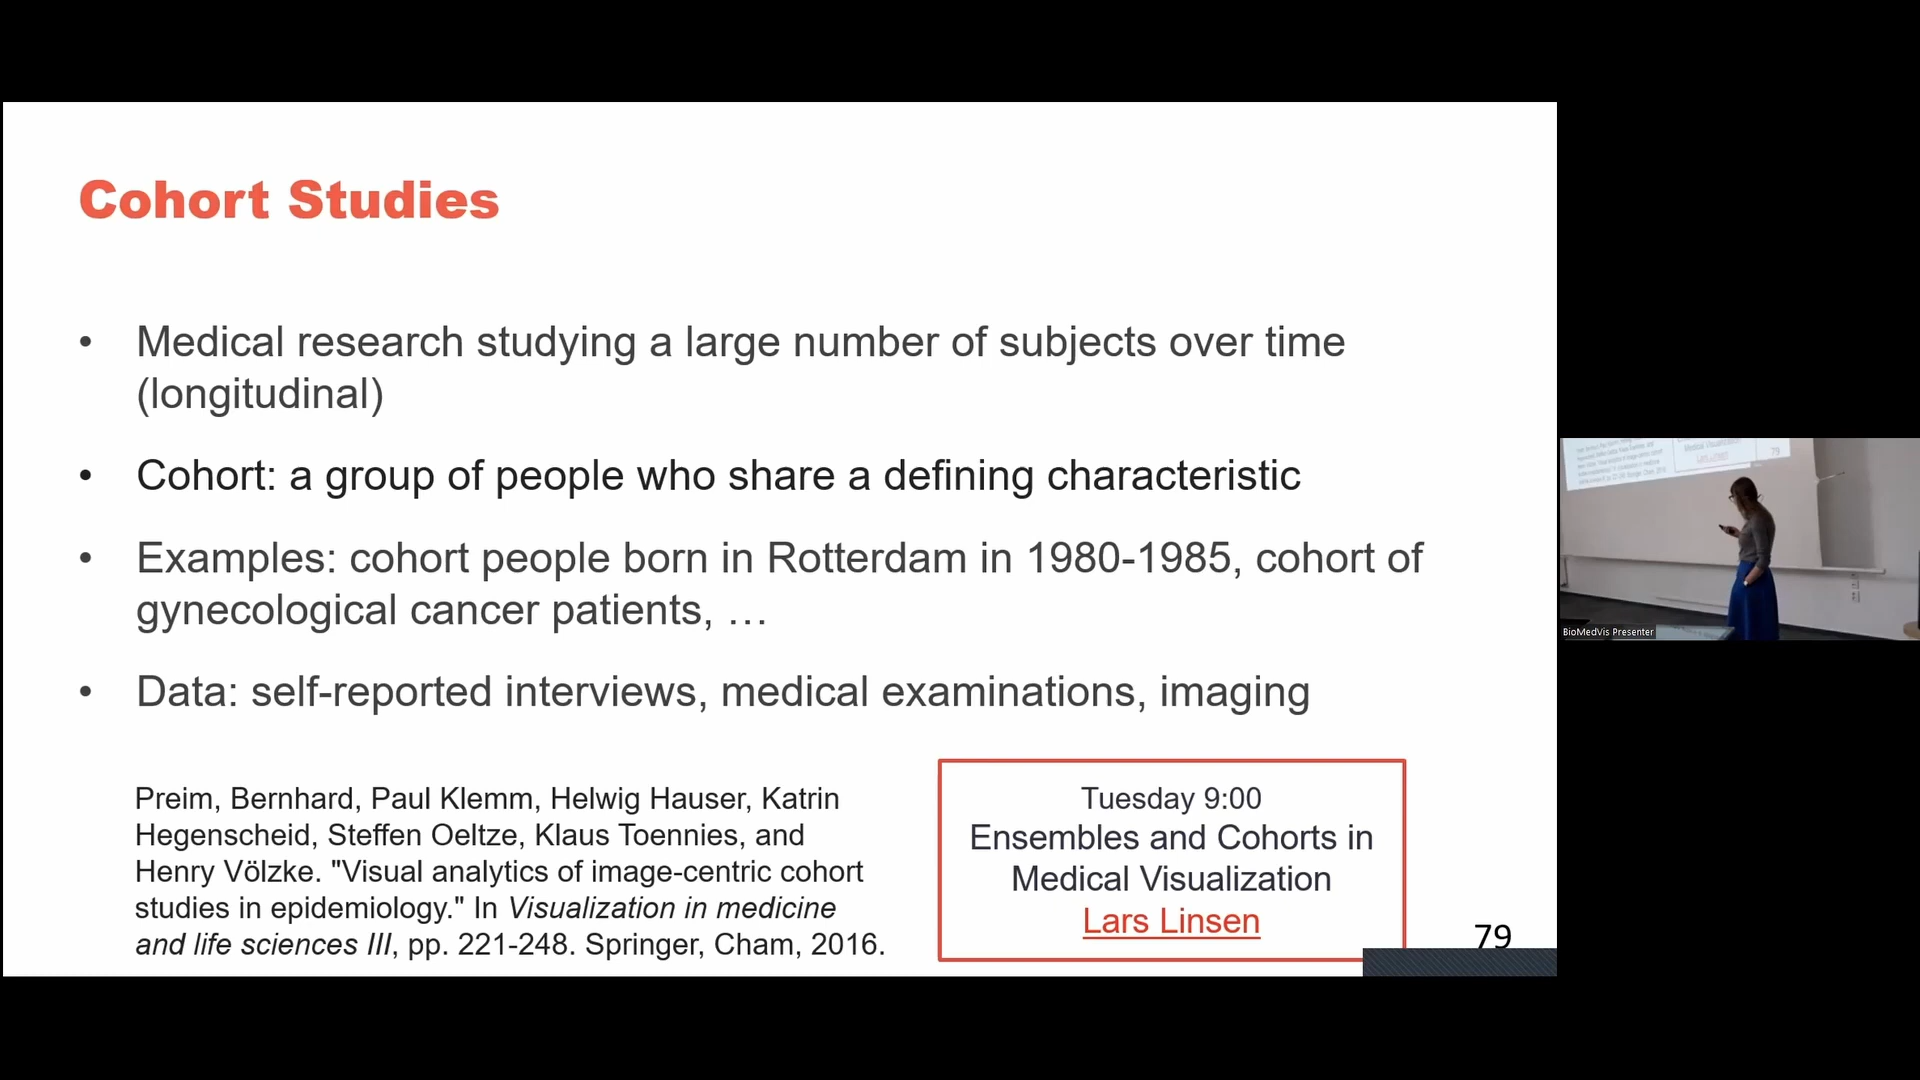 Cohort Studies
• Medical research studying a large number of subjects over time
(longitudinal)
• Cohort: a group of people who share a defining characteristic
• Examples: cohort people born in Rotterdam in 1980-1985, cohort of
gynecological cancer patients, …
• Data: self-reported interviews, medical examinations, imaging
Preim, Bernhard, Paul Klemm, Helwig Hauser, Katrin
Hegenscheid, Steffen Oeltze, Klaus Toennies, and
Henry Völzke. "Visual analytics of image-centric cohort
studies in epidemiology." In Visualization in medicine
and life sciences III, pp. 221-248. Springer, Cham, 2016.
Tuesday 9:00
Ensembles and Cohorts in
Medical Visualization
Lars Linsen
79
BioMedVis Presenter